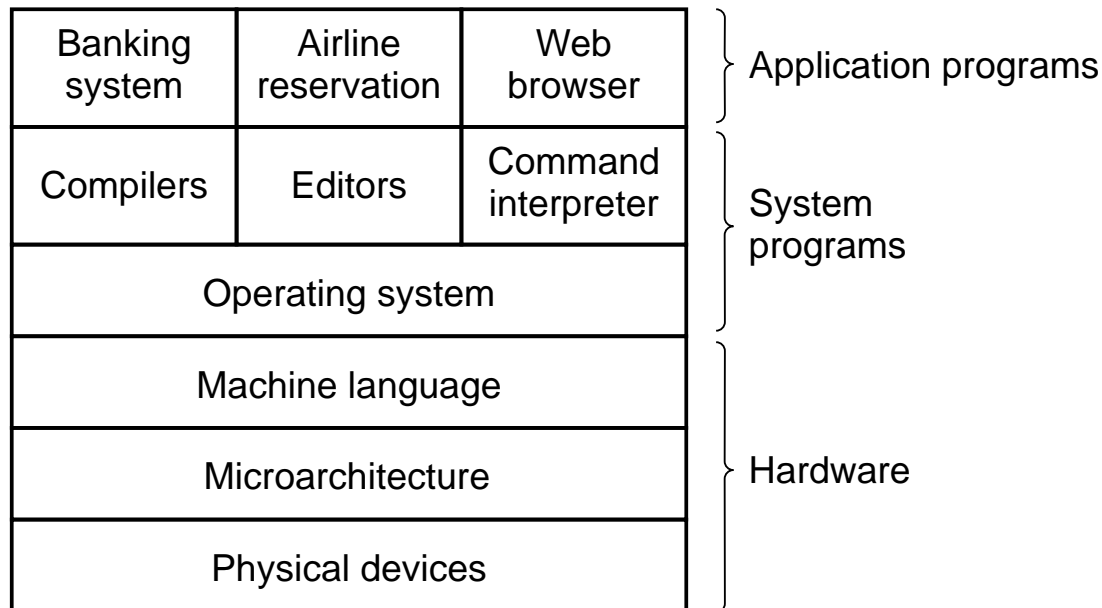 Banking
system
Airline
reservation
Web
browser
Application programs
Compilers
Editors
Command
interpreter
System
programs
Operating system
Machine language
Microarchitecture
Hardware
Physical devices